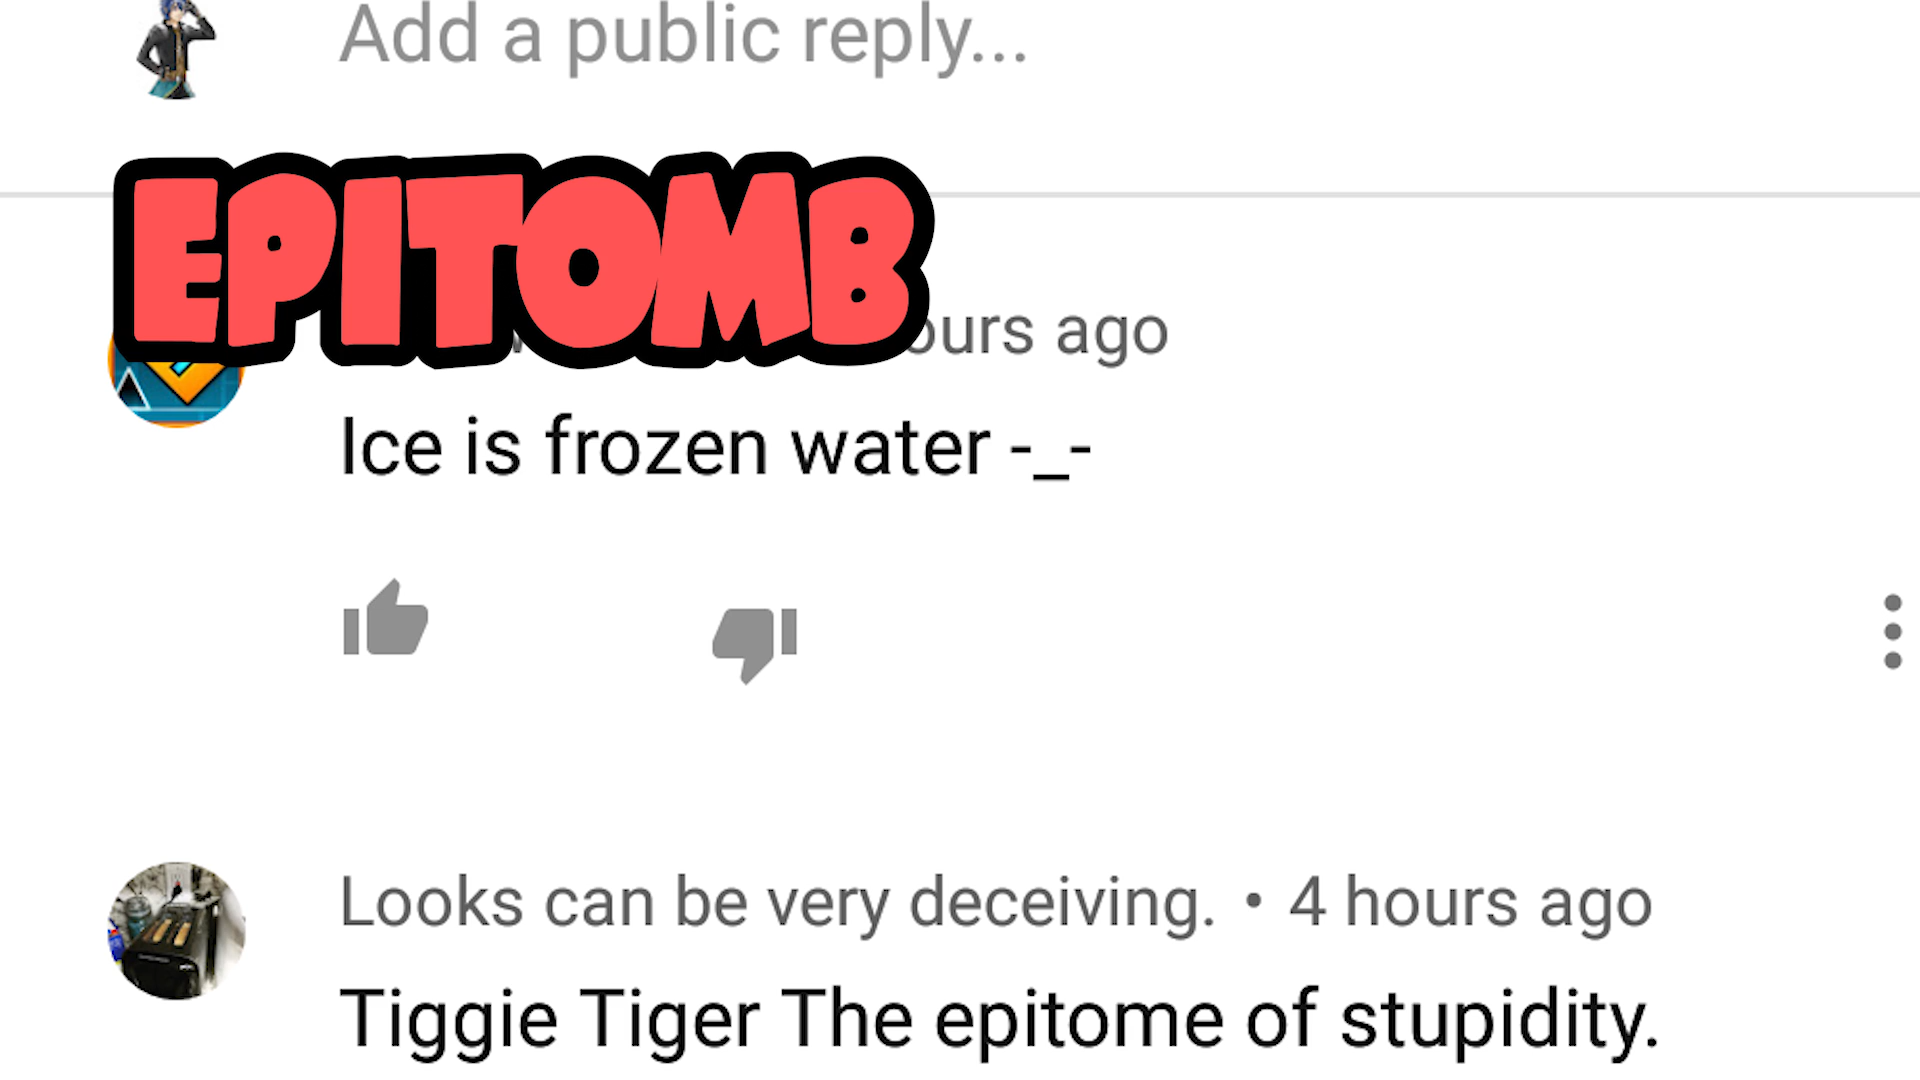 Add a public reply...
EPITOMB
ours ago
Ice is frozen water -_-
Looks can be very deceiving. • 4 hours ago
Tiggie Tiger The epitome of stupidity.